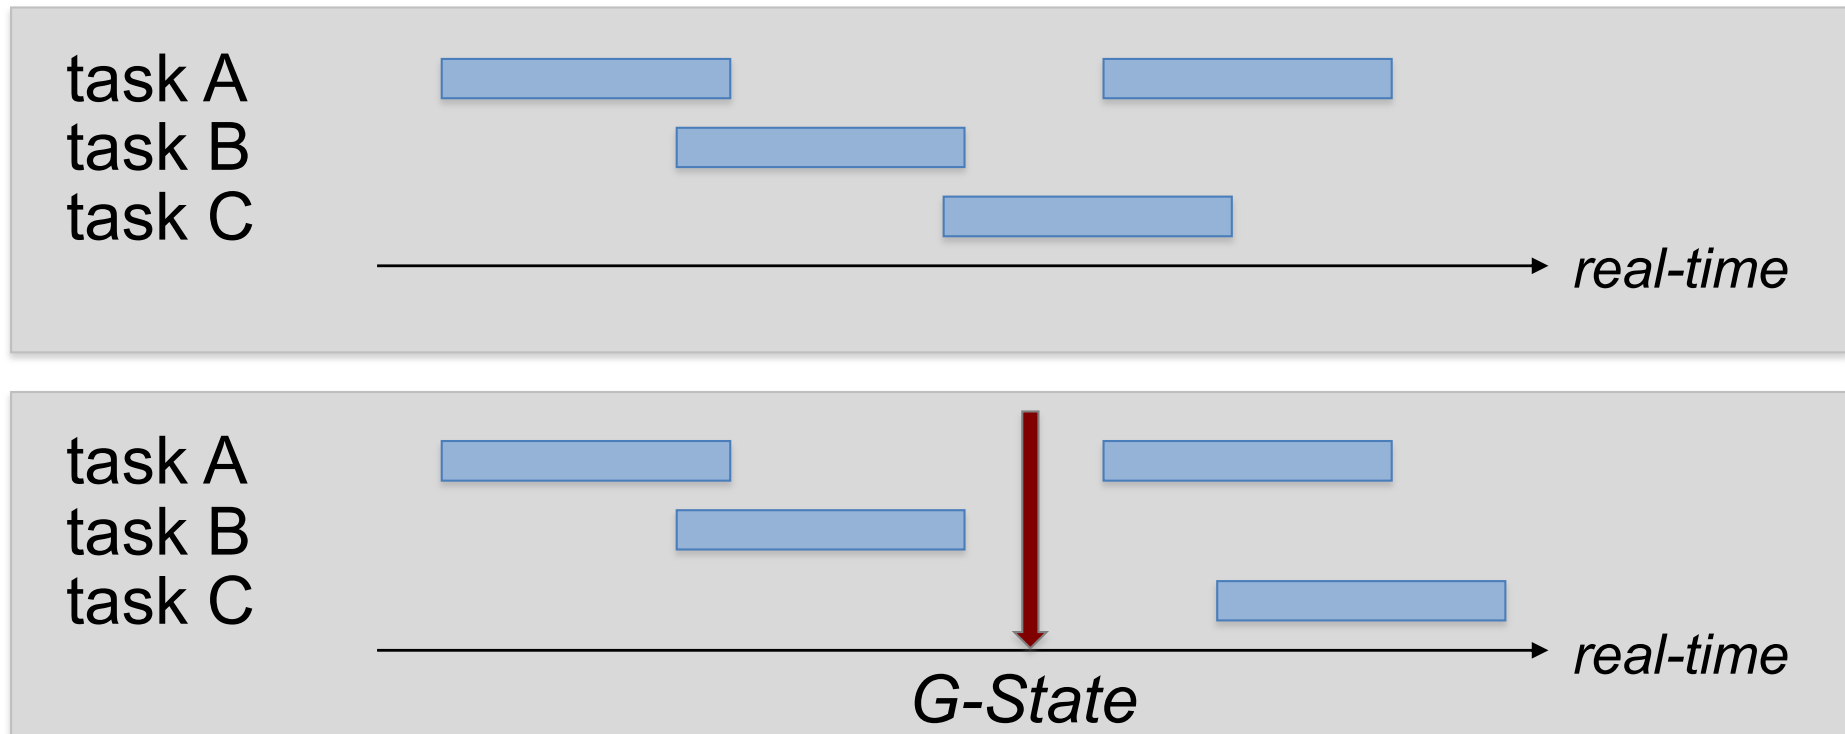 task A
task B
task C
real-time
task A
task B
task C
real-time
G-State